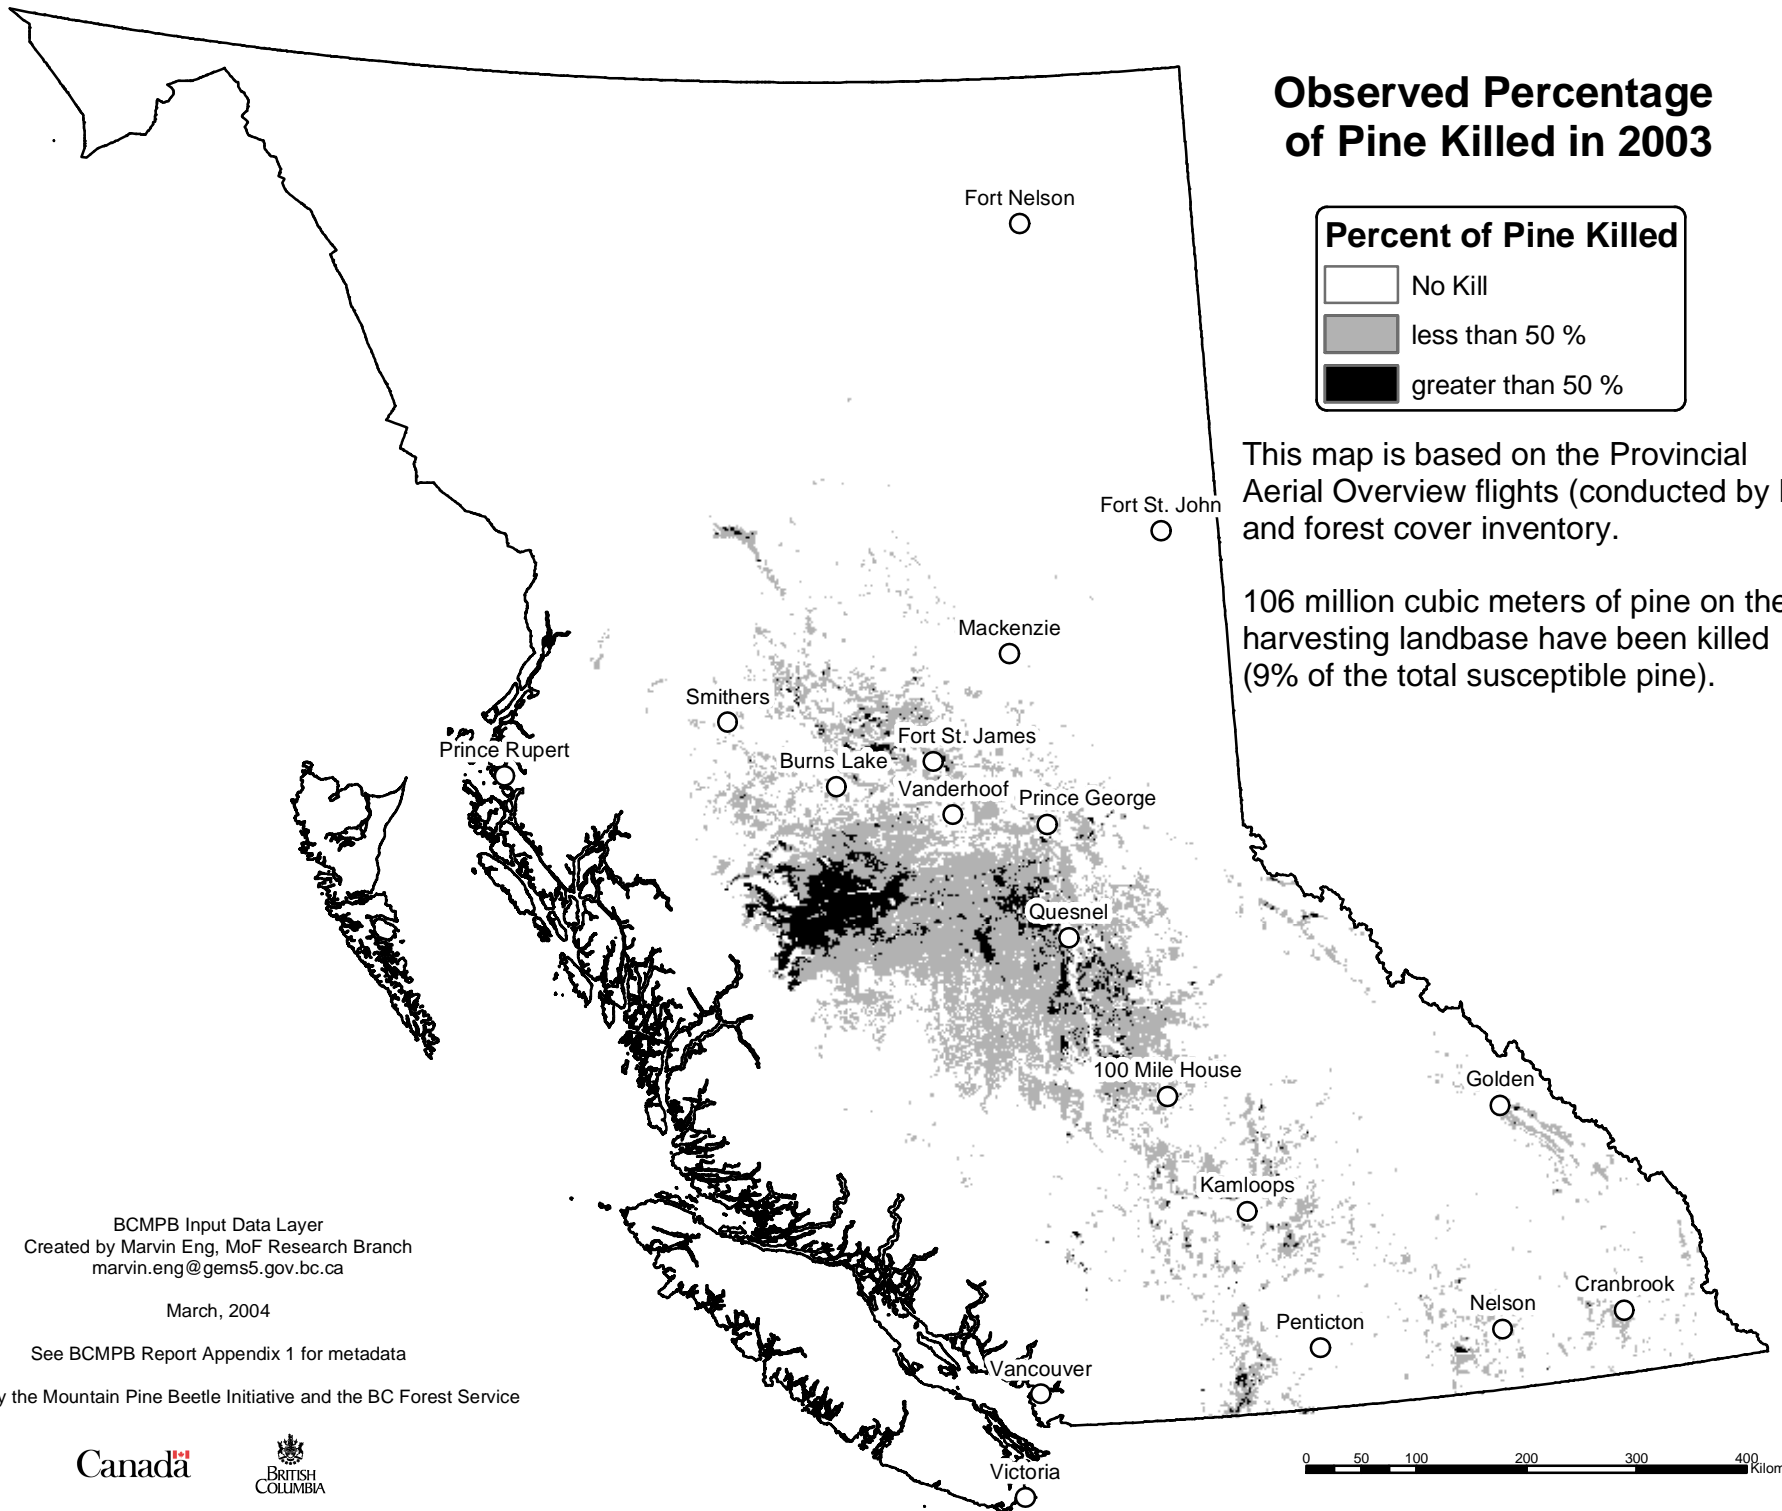 Observed Percentage
of Pine Killed in 2003
Percent of Pine Killed
No Kill
less than 50 %
greater than 50 %
This map is based on the Provincial
Aerial Overview flights (conducted by
and forest cover inventory.
106 million cubic meters of pine on the
harvesting landbase have been killed
(9% of the total susceptible pine).
Fort Nelson
Fort St. John
Mackenzie
Smithers
Fort St. James
Prince Rupert
Burns Lake
Vanderhoof
Prince George
Quesnel
100 Mile House
Golden
Kamloops
Cranbrook
Nelson
Penticton
Vancouver
Victoria
BCMPB Input Data Layer
Created by Marvin Eng, MoF Research Branch
marvin.eng@gems5.gov.bc.ca
March, 2004
See BCMPB Report Appendix 1 for metadata
the Mountain Pine Beetle Initiative and the BC Forest Service
Canada
BRITISH
COLUMBIA
0 50 100 200 300 400